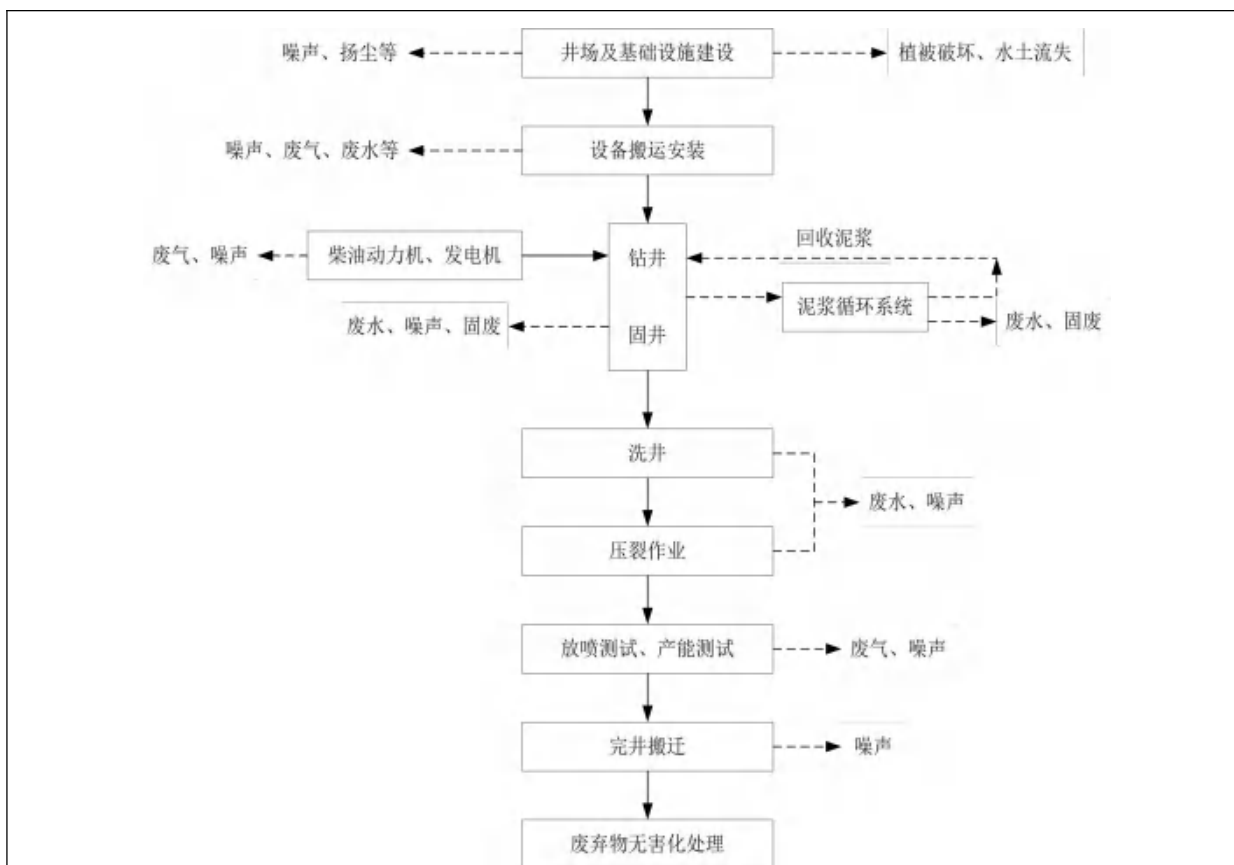 噪声、扬尘等
井场及基础设施建设
植被破坏、水土流失
噪声、废气、废水等
设备搬运安装
回收泥浆
废气、噪声
柴油动力机、发电机
钻井
泥浆循环系统
废水、噪声、固废
固井
废水、固废
洗井
废水、噪声
压裂作业
放喷测试、产能测试
废气、噪声
完井搬迁
噪声
废弃物无害化处理